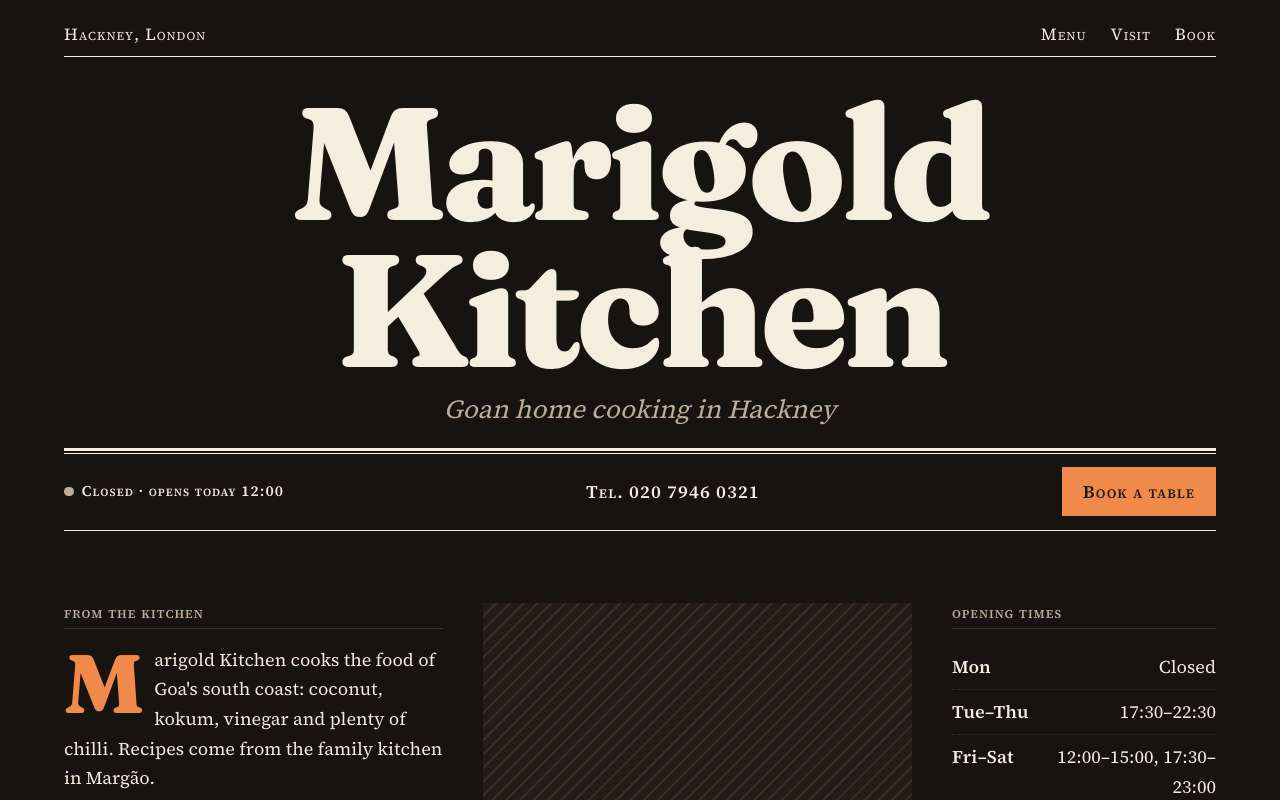 Hackney, London
Menu Visit Book
Marigold
Kitchen
Goan home cooking in Hackney
Closed · opens today 12:00
Tel. 020 7946 0321
Book a table
FROM THE KITCHEN
Marigold Kitchen cooks the food of
Goa's south coast: coconut,
kokum, vinegar and plenty of
chilli. Recipes come from the family kitchen
in Margão.
OPENING TIMES
Mon Closed
Tue–Thu 17:30–22:30
Fri–Sat 12:00–15:00, 17:30–
23:00